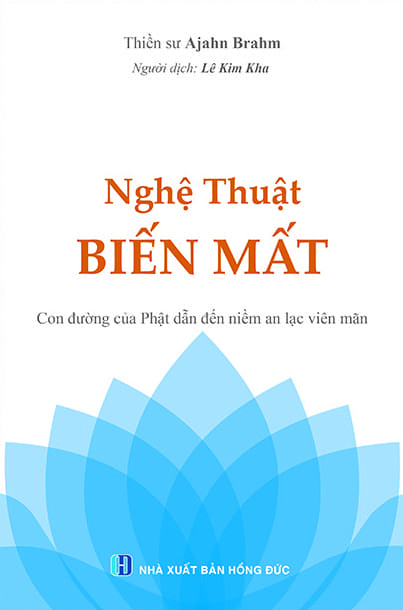 Thiền sư Ajahn Brahm
Người dịch: Lê Kim Kha
Nghệ Thuật
BIẾN MẤT
Con đường của Phật dẫn đến niềm an lạc viên mãn
NHÀ XUẤT BẢN HỒNG ĐỨC